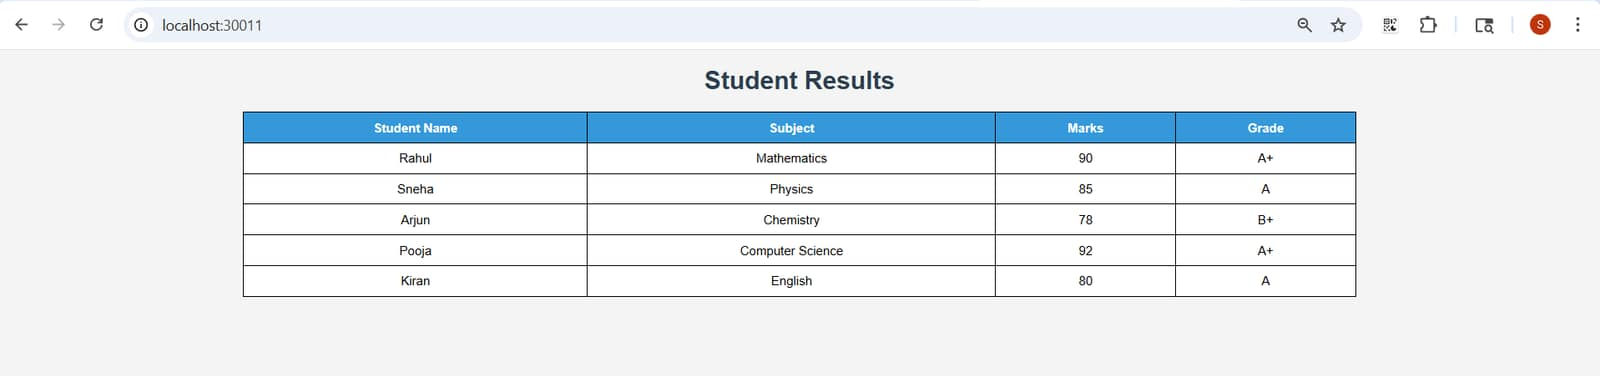 localhost:30011
S
Student Results
Student Name Subject Marks Grade
Rahul Mathematics 90 A+
Sneha Physics 85 A
Arjun Chemistry 78 B+
Pooja Computer Science 92 A+
Kiran English 80 A